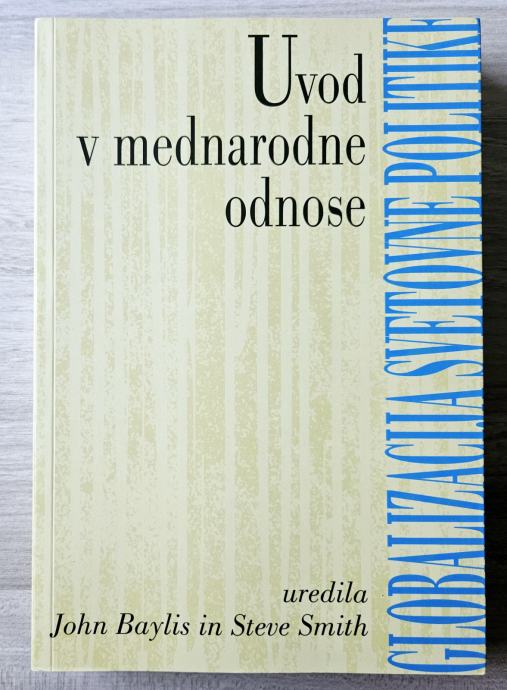 Uvod
v mednarodne
odnose
GLOBALIZACIJA SVETOVNE POLITIKE
uredila
John Baylis in Steve Smith